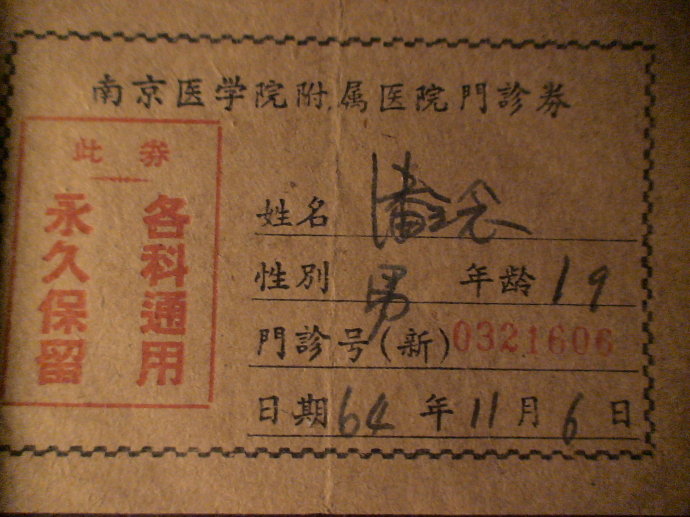 南京医学院附属医院門診券
此券
各科通用
永久保留
姓名 潘
性別 男 年龄 19
門診号(新)0321606
日期 64 年 11 月 6 日